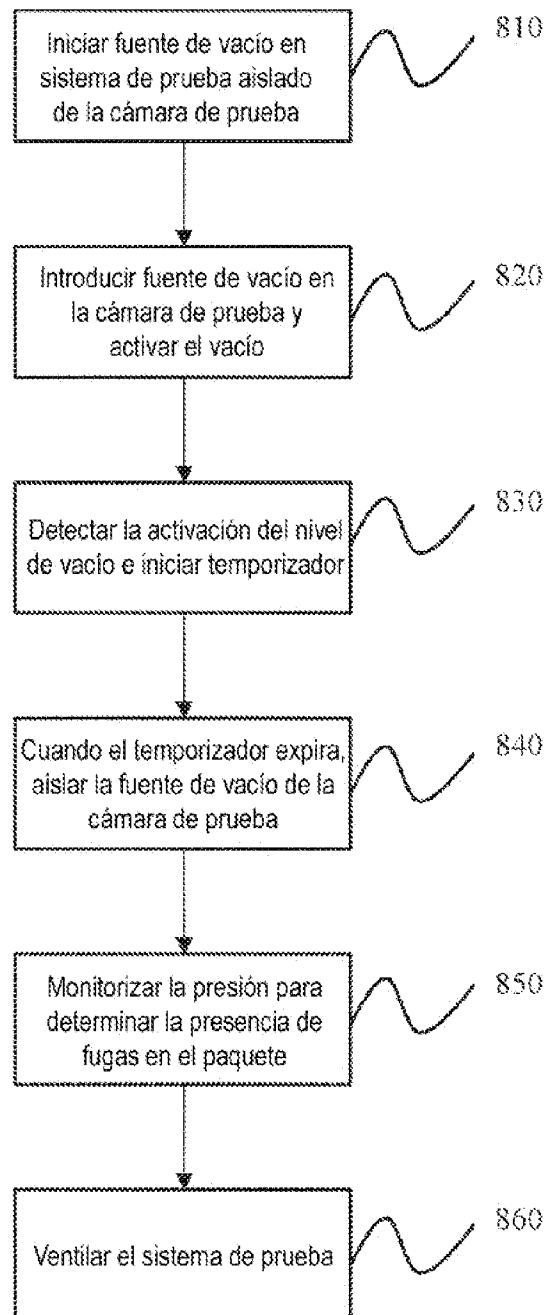 Iniciar fuente de vacío en
sistema de prueba aislado
de la cámara de prueba
810
Introducir fuente de vacío en
la cámara de prueba y
activar el vacío
820
Detectar la activación del nivel
de vacío e iniciar temporizador
830
Cuando el temporizador expira,
aislar la fuente de vacío de la
cámara de prueba
840
Monitorizar la presión para
determinar la presencia de
fugas en el paquete
850
Ventilar el sistema de prueba
860